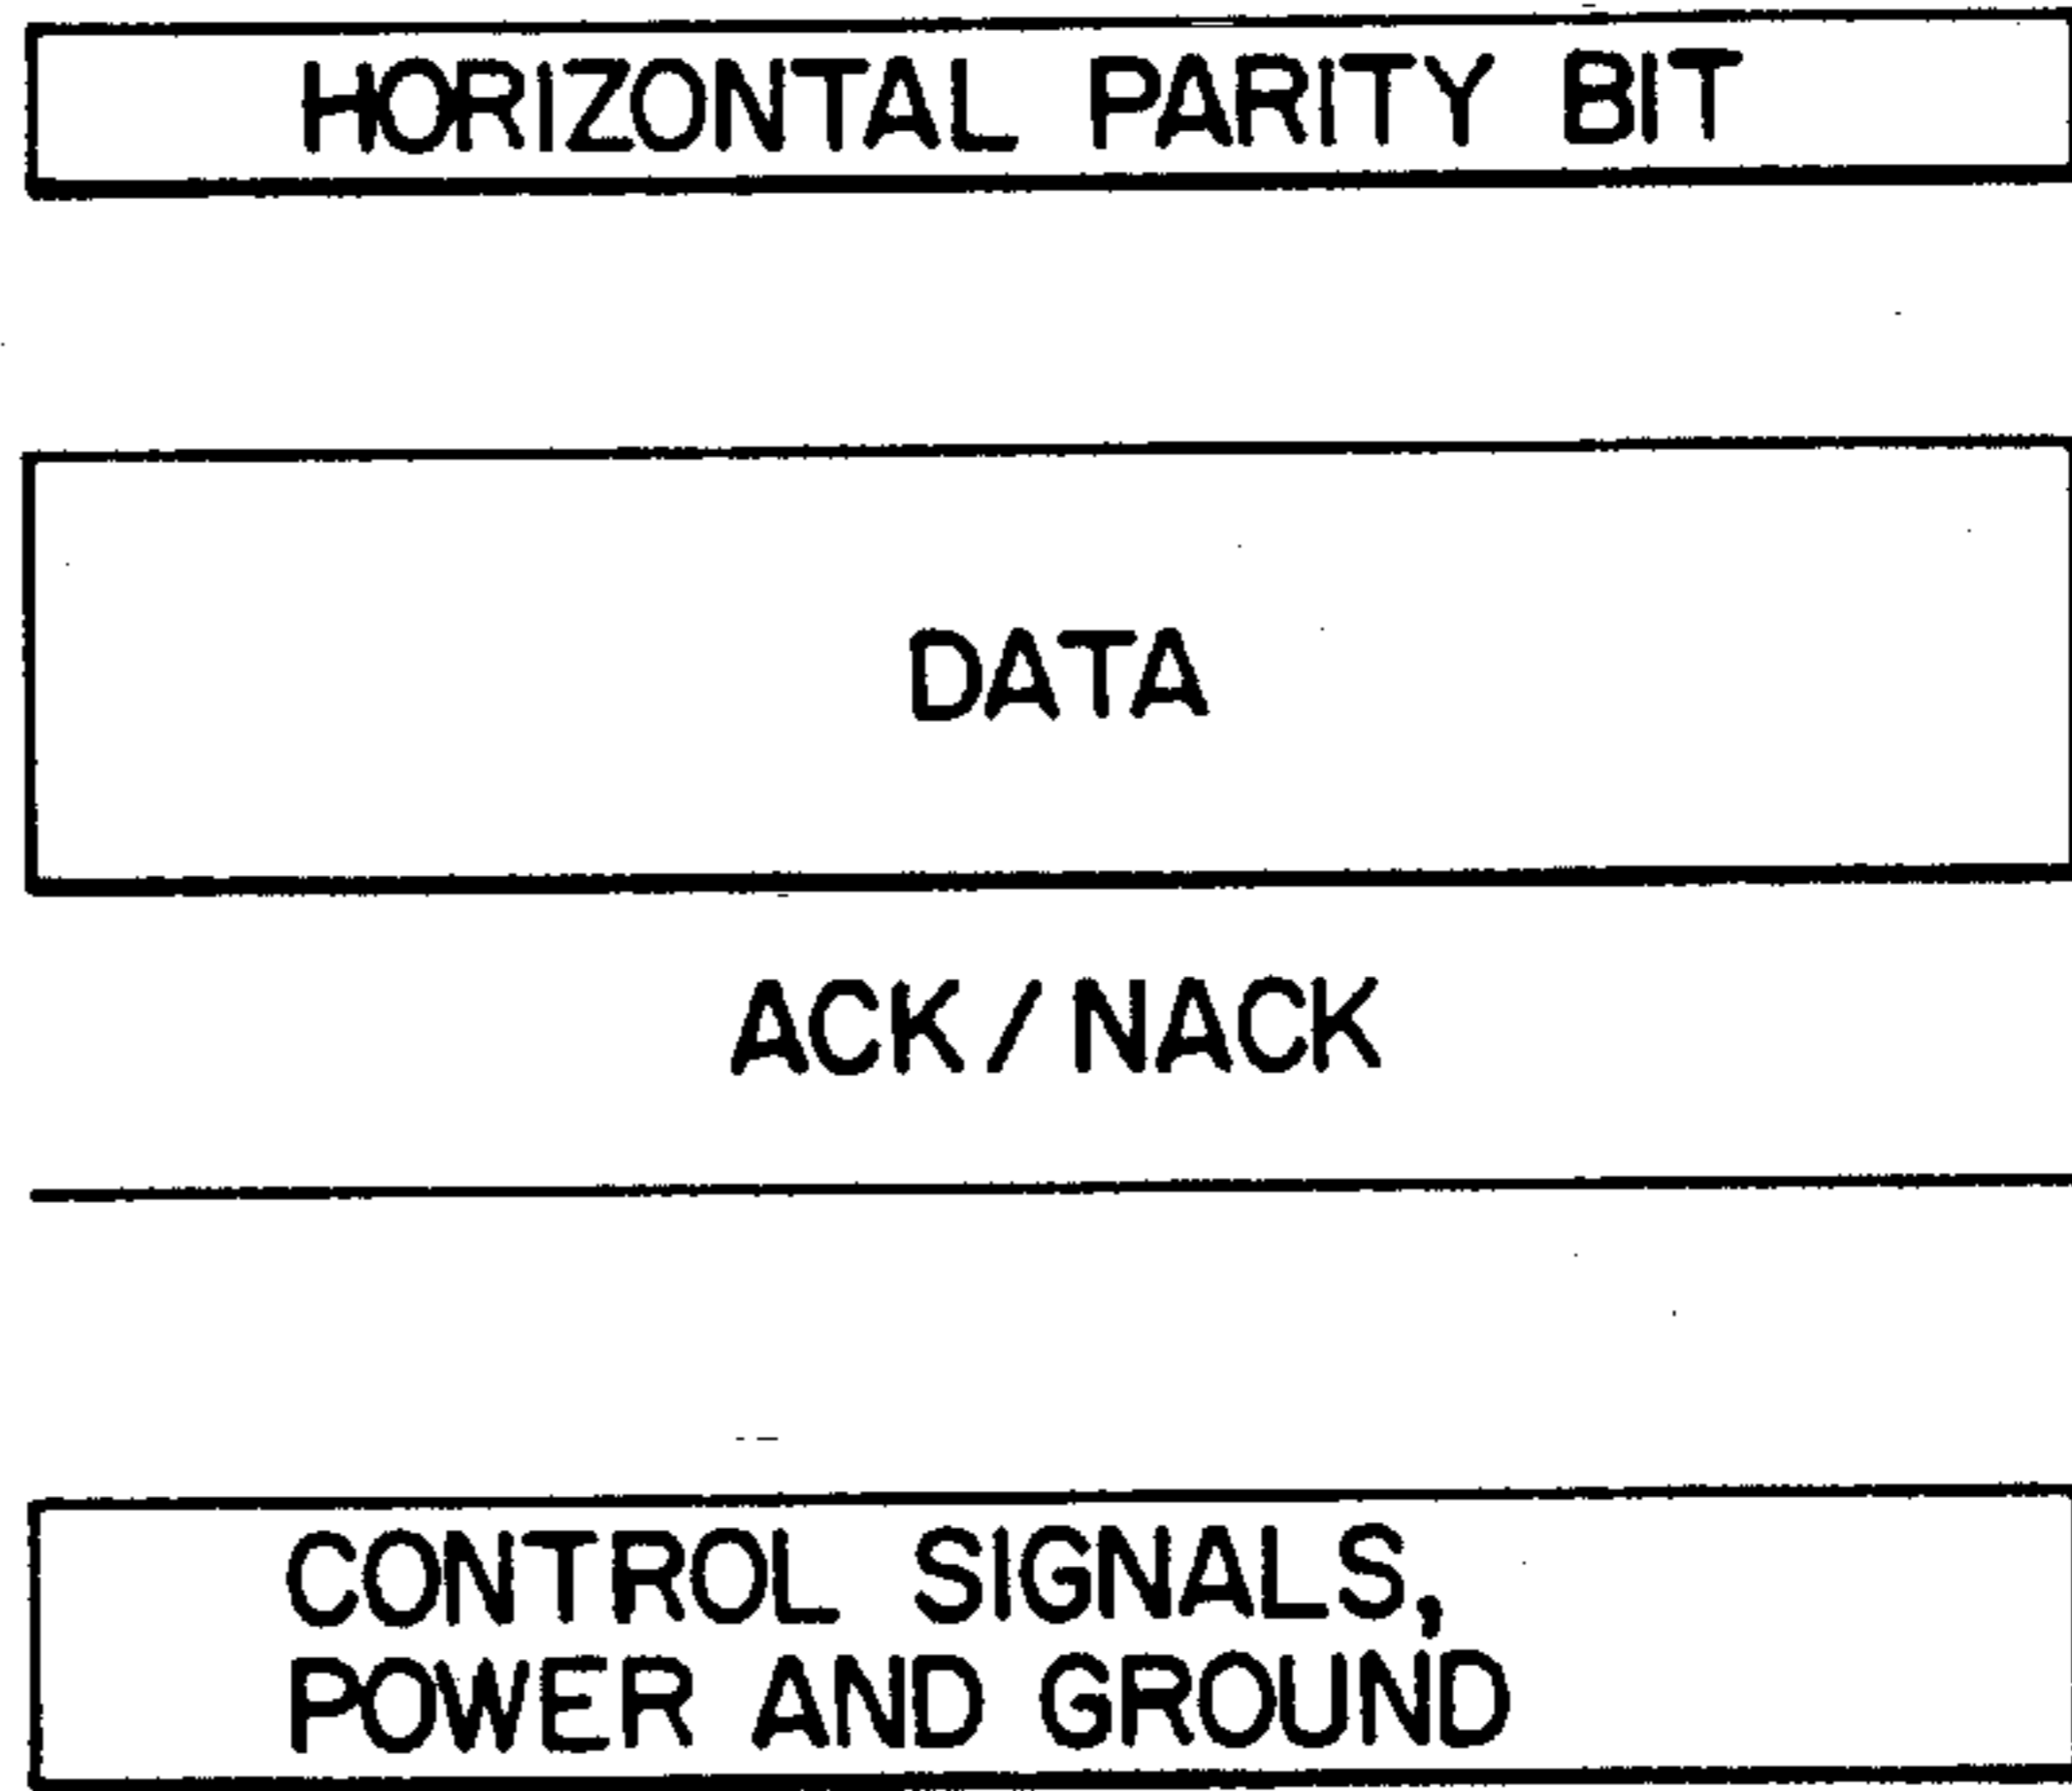 HORIZONTAL PARITY BIT
DATA
ACK / NACK
CONTROL SIGNALS,
POWER AND GROUND